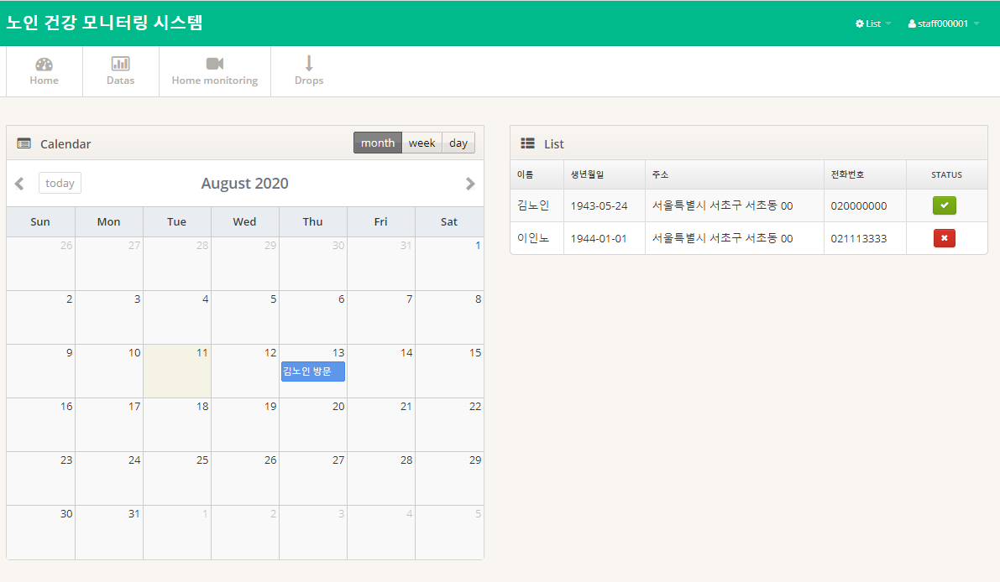 노인 건강 모니터링 시스템
List
staff000001
Home
Datas
Home monitoring
Drops
Calendar
month week day
today
August 2020
Sun Mon Tue Wed Thu Fri Sat
26 27 28 29 30 31 1
2 3 4 5 6 7 8
9 10 11 12 13 14 15
김노인 방문
16 17 18 19 20 21 22
23 24 25 26 27 28 29
30 31 1 2 3 4 5
List
이름 생년월일 주소 전화번호 STATUS
김노인 1943-05-24 서울특별시 서초구 서초동 00 020000000
이인노 1944-01-01 서울특별시 서초구 서초동 00 021113333